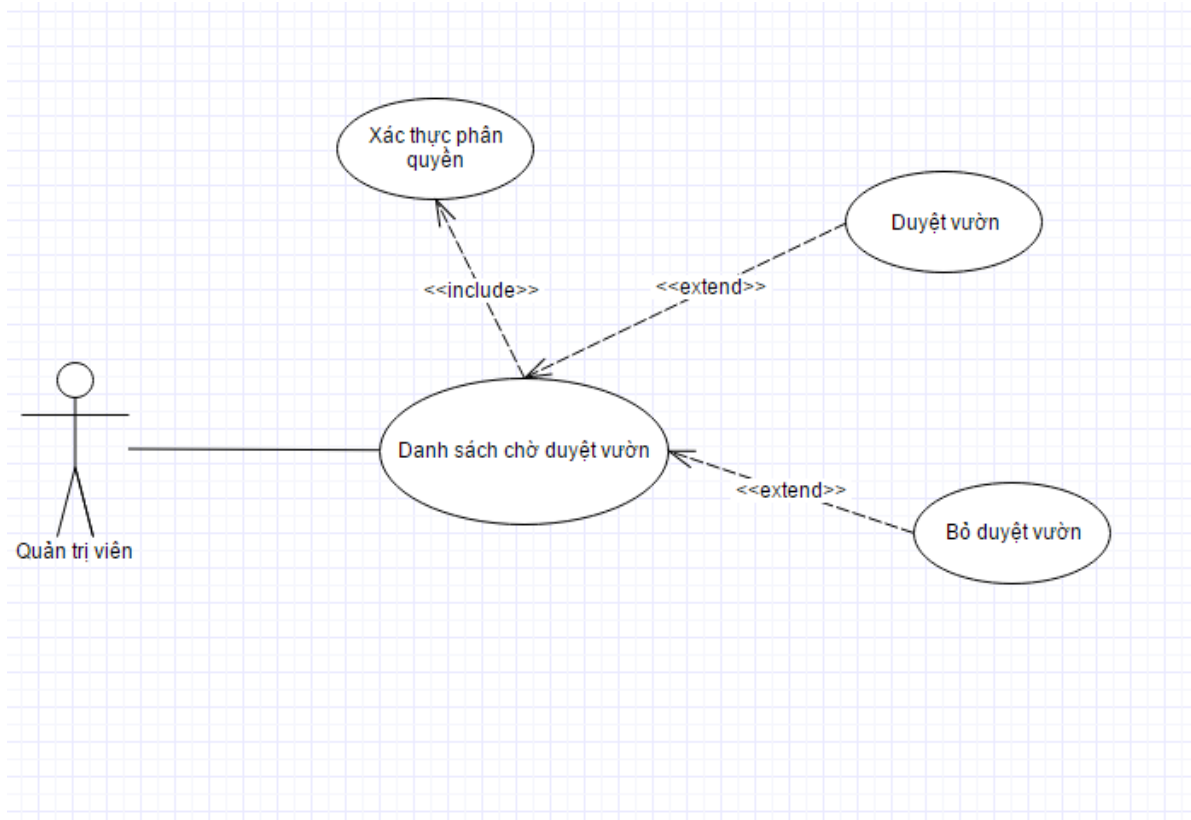 Xác thực phân
quyền
Duyệt vườn
<<include>>
<<extend>>
Danh sách chờ duyệt vườn
<<extend>>
Bỏ duyệt vườn
Quản trị viên